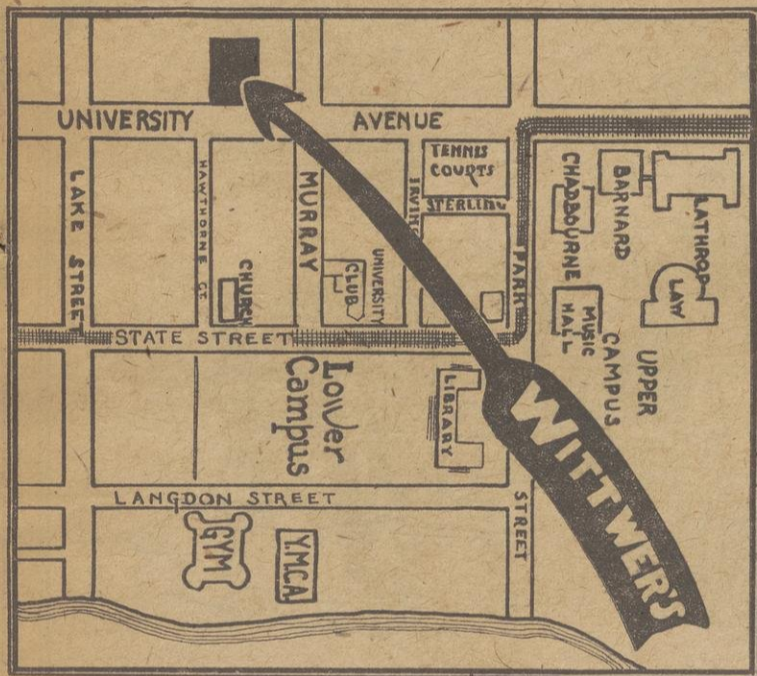 UNIVERSITY AVENUE
TENNIS
COURTS
LATHROP
BARNARD
CHADBOURNE
LAKE STREET
HAWTHORNE CT.
MURRAY
IRVING
STERLING
PARK
CHURCH
UNIVERSITY
CLUB
LAW
MUSIC
HALL
UPPER
CAMPUS
STATE STREET
Lower
Campus
LIBRARY
WITTWER'S
LANGDON STREET
STREET
GYM
Y.M.C.A